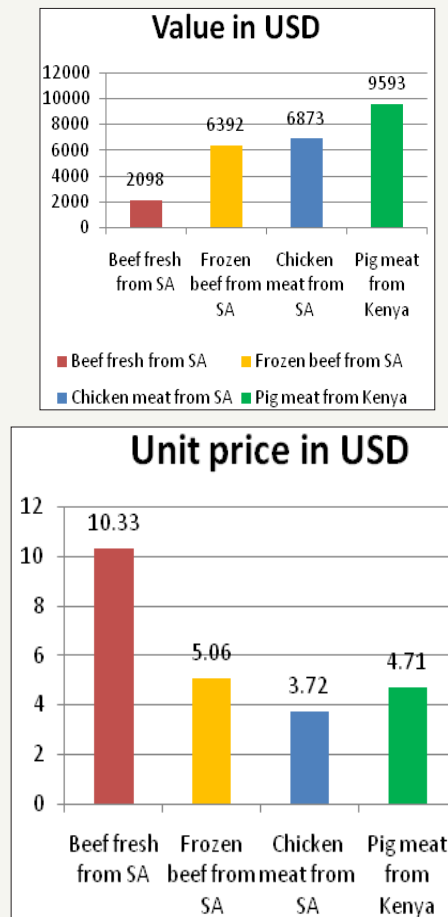 Value in USD
12000
10000
8000
6000
4000
2000
0
2098
6392
6873
9593
Beef fresh from SA
Frozen beef from SA
Chicken meat from SA
Pig meat from Kenya
Beef fresh from SA
Frozen beef from SA
Chicken meat from SA
Pig meat from Kenya
Unit price in USD
12
10
8
6
4
2
0
10.33
5.06
3.72
4.71
Beef fresh from SA
Frozen beef from SA
Chicken meat from SA
Pig meat from Kenya